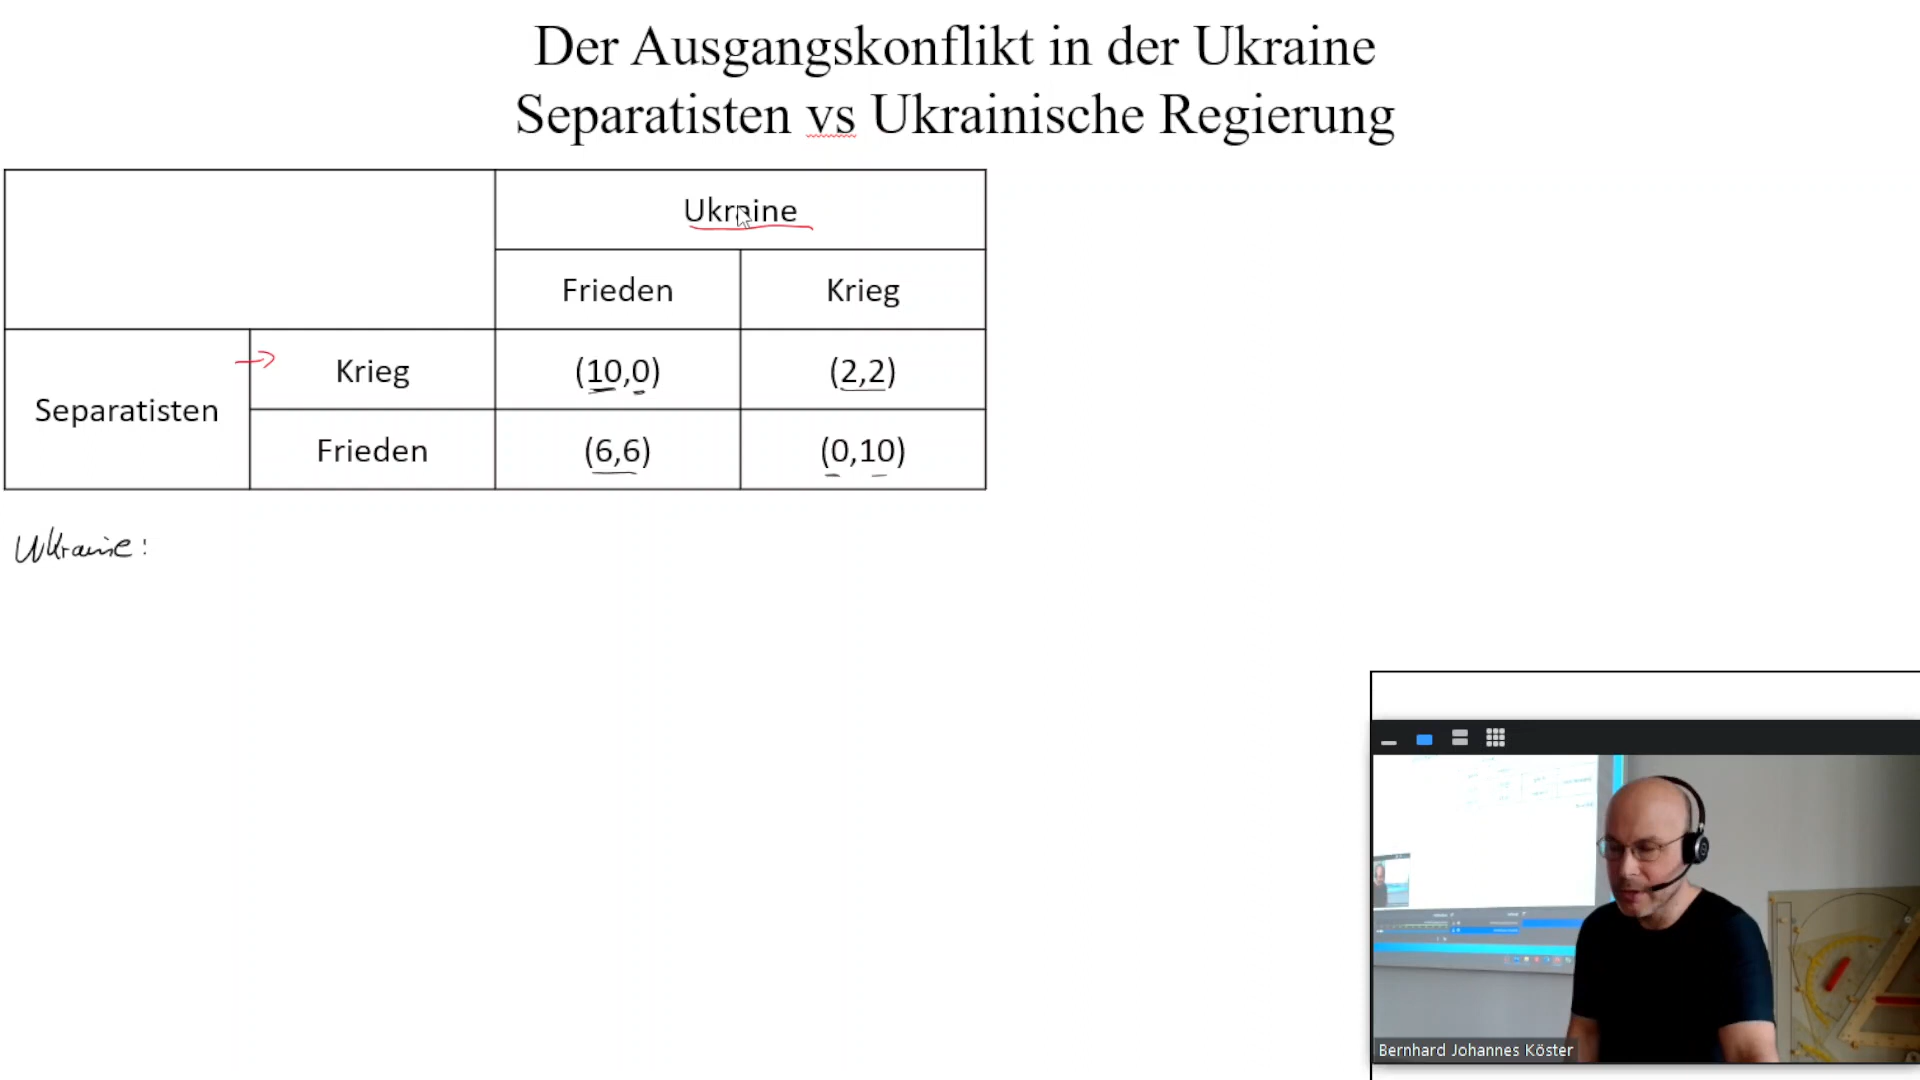 Der Ausgangskonflikt in der Ukraine
Separatisten vs Ukrainische Regierung
Ukraine
Frieden Krieg
Separatisten
Krieg (10,0) (2,2)
Frieden (6,6) (0,10)
Ukraine:
Bernhard Johannes Köster